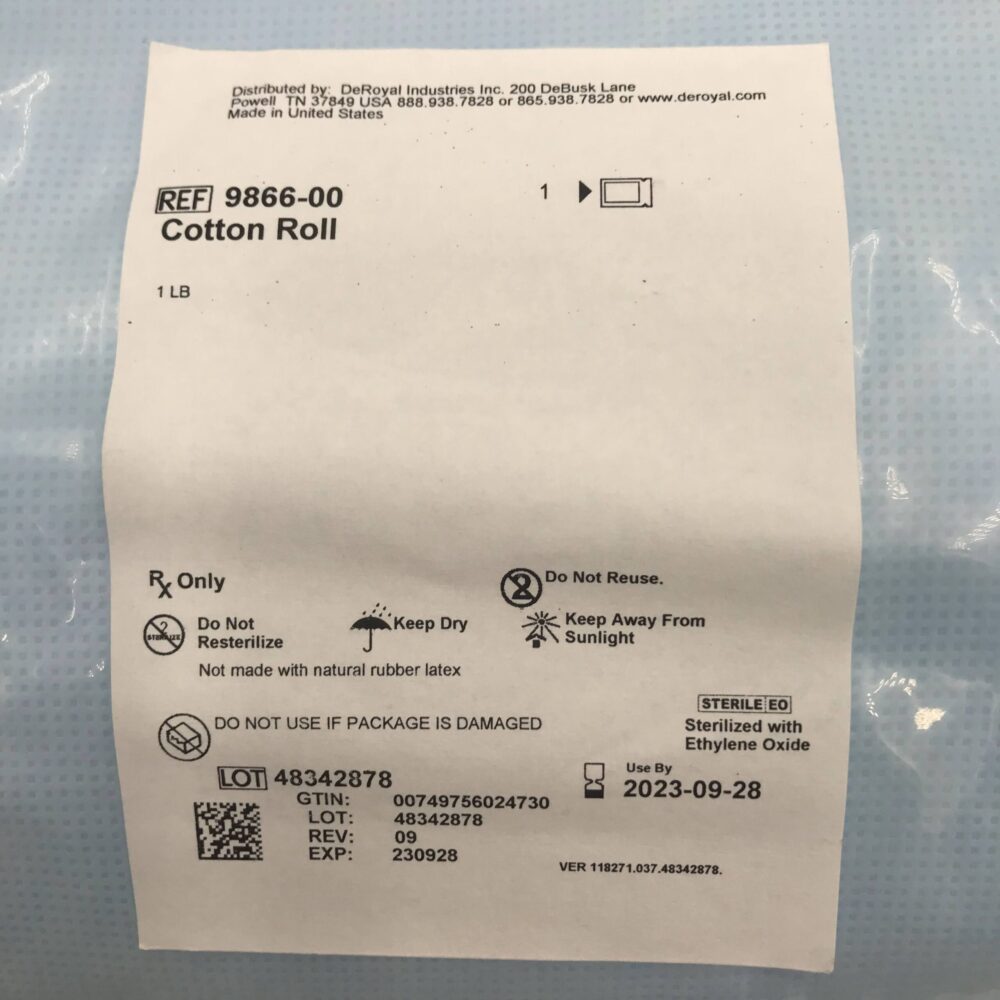 Distributed by: DeRoyal Industries Inc. 200 DeBusk Lane
Powell TN 37849 USA 888.938.7828 or 865.938.7828 or www.deroyal.com
Made in United States
REF 9866-00
1
Cotton Roll
1 LB
Rx Only
Do Not Reuse.
2
STERILIZE
2
Do Not
Resterilize
Keep Dry
Keep Away From
Sunlight
Not made with natural rubber latex
STERILE EO
Sterilized with
Ethylene Oxide
DO NOT USE IF PACKAGE IS DAMAGED
LOT 48342878
Use By
2023-09-28
GTIN: 00749756024730
LOT: 48342878
REV: 09
EXP: 230928
VER 118271.037.48342878.